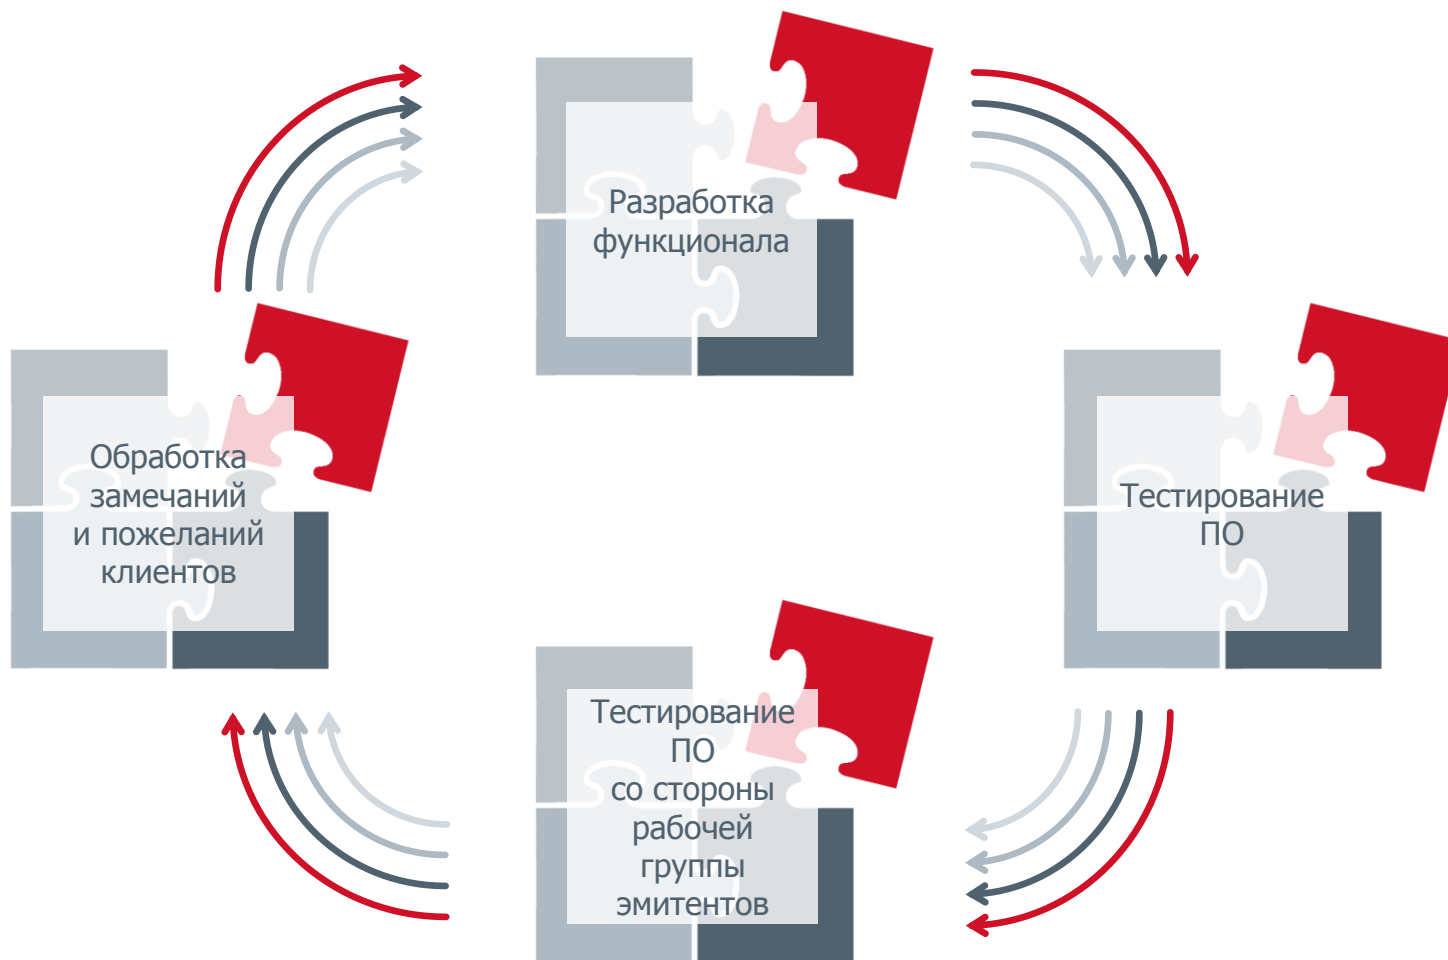 Разработка
функционала
Обработка
замечаний
и пожеланий
клиентов
Тестирование
ПО
Тестирование
ПО
со стороны
рабочей
группы
эмитентов